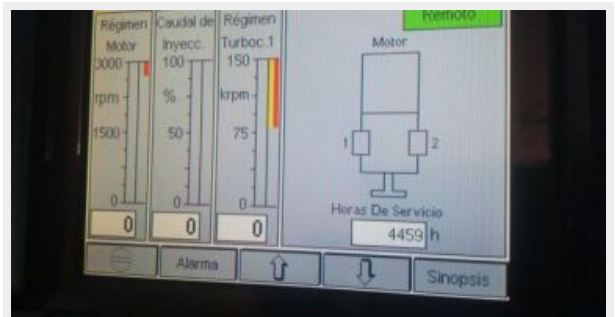 Régimen
Motor
3000
rpm
1500
0
0
Caudal de
Inyecc.
100
%
50
0
0
Régimen
Turboc.1
150
krpm
75
0
0
Remoto
Motor
1
2
Horas De Servicio
4459 h
Alarma
Sinopsis